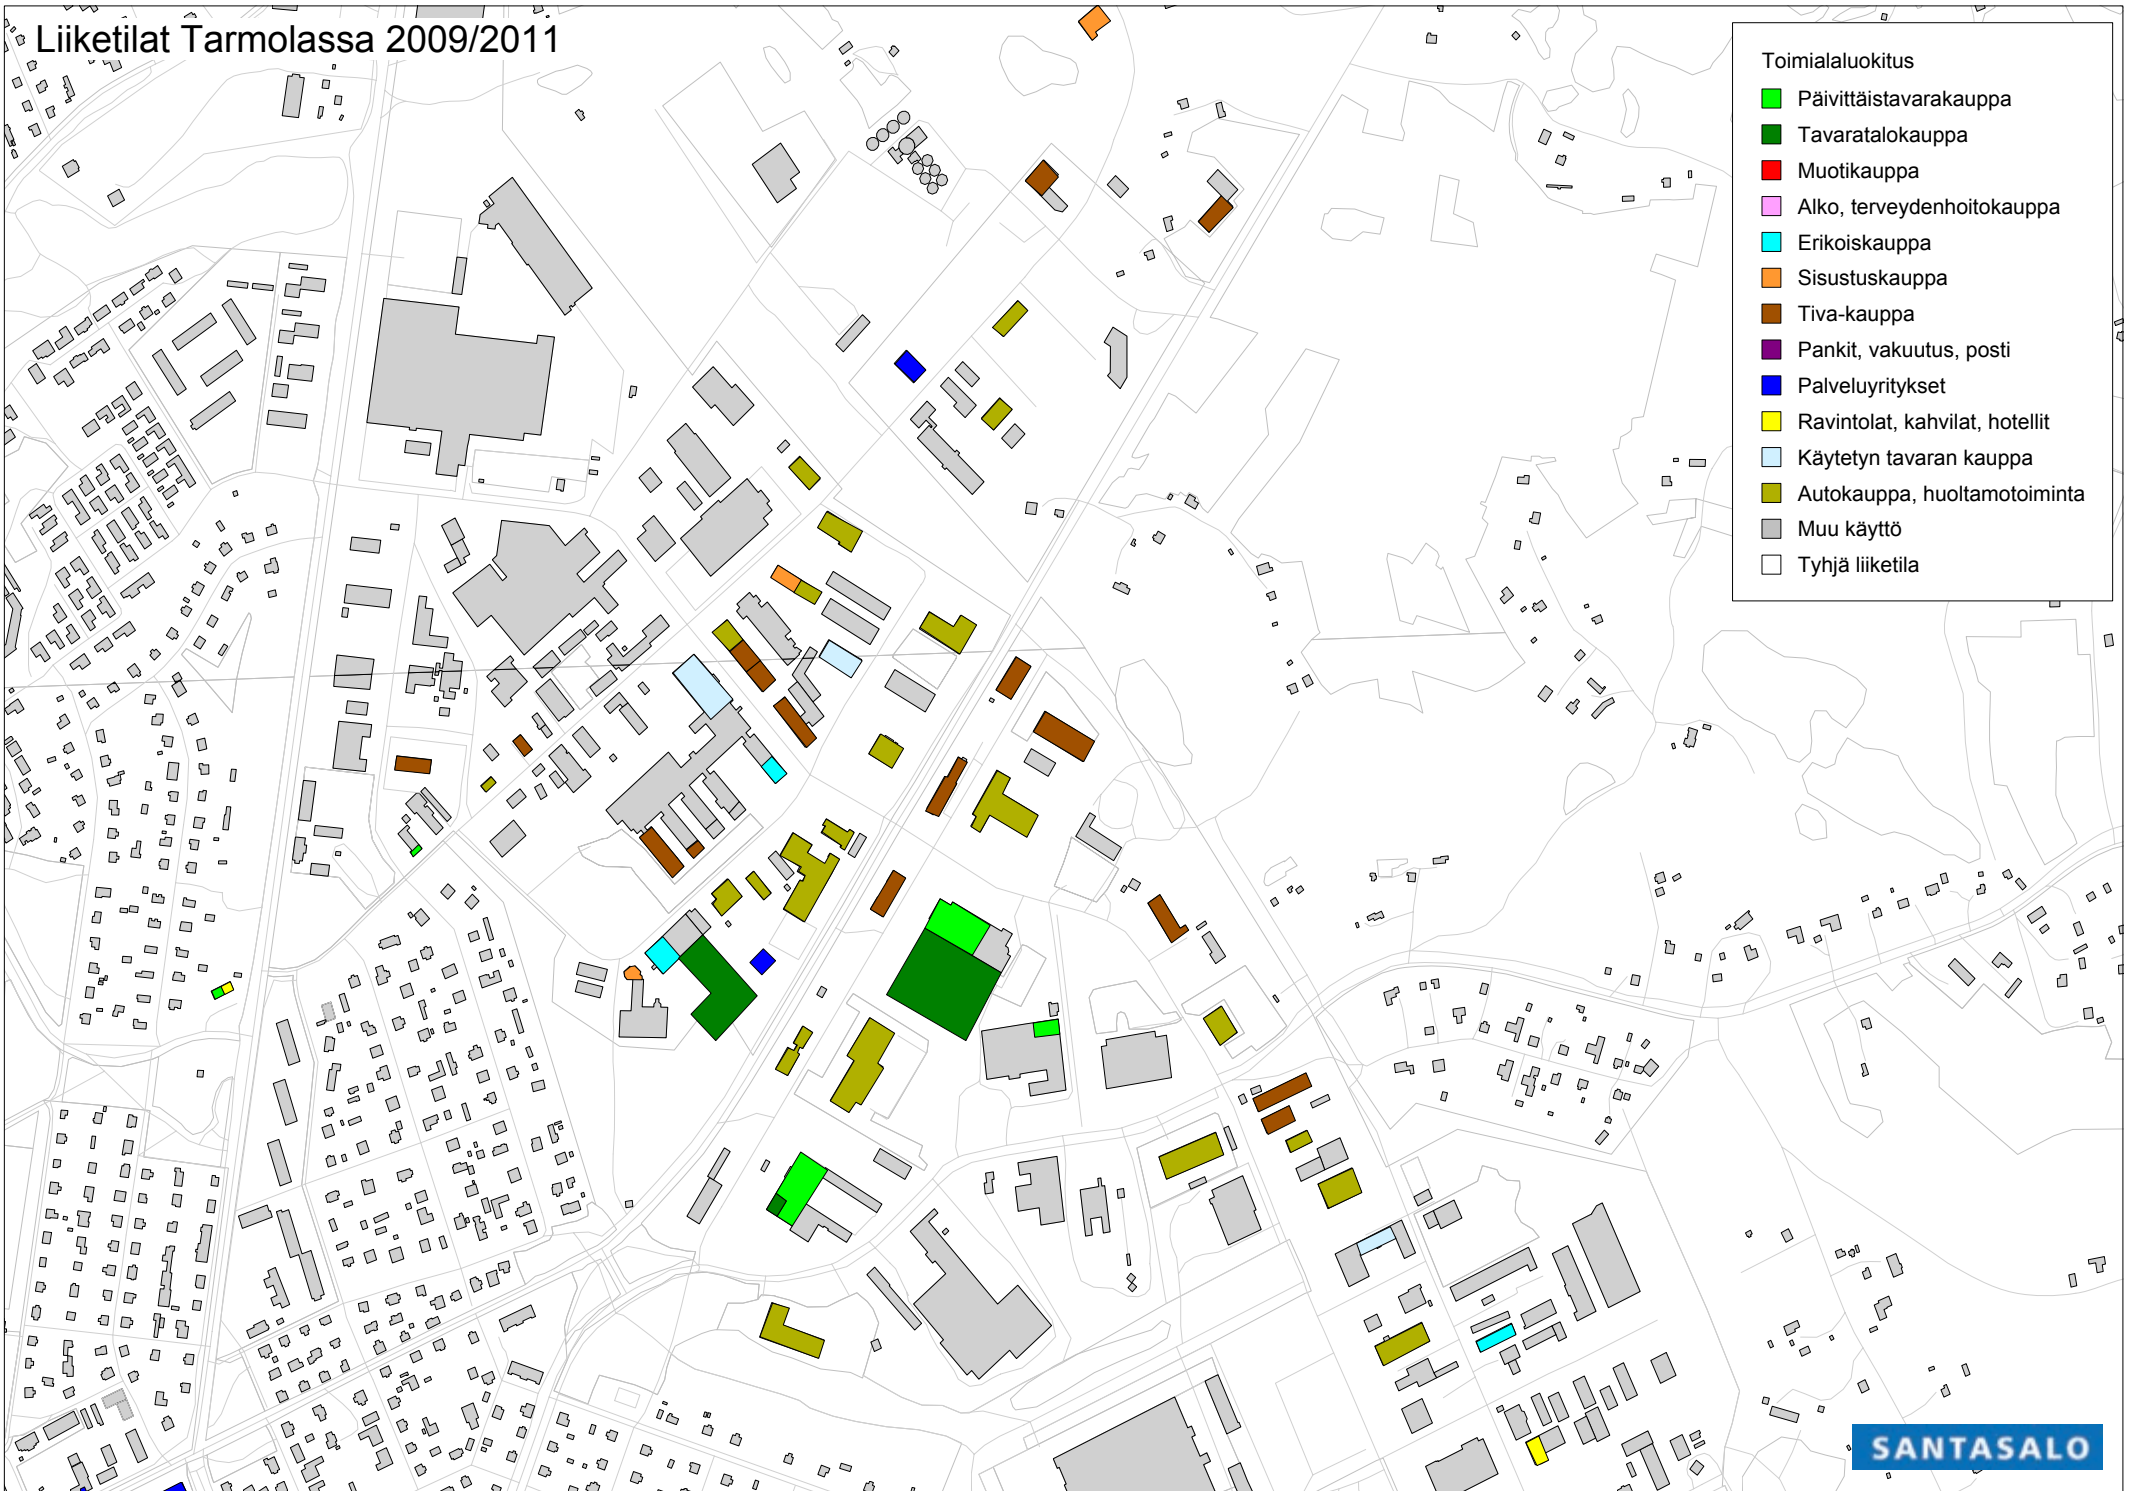 Liiketilat Tarmolassa 2009/2011
Toimialaluokitus
Päivittäistavarakauppa
Tavaratalokauppa
Muotikauppa
Alko, terveydenhoitokauppa
Erikoiskauppa
Sisustuskauppa
Tiva-kauppa
Pankit, vakuutus, posti
Palveluyritykset
Ravintolat, kahvilat, hotellit
Käytetyn tavaran kauppa
Autokauppa, huoltamotoiminta
Muu käyttö
Tyhjä liiketila
SANTASALO